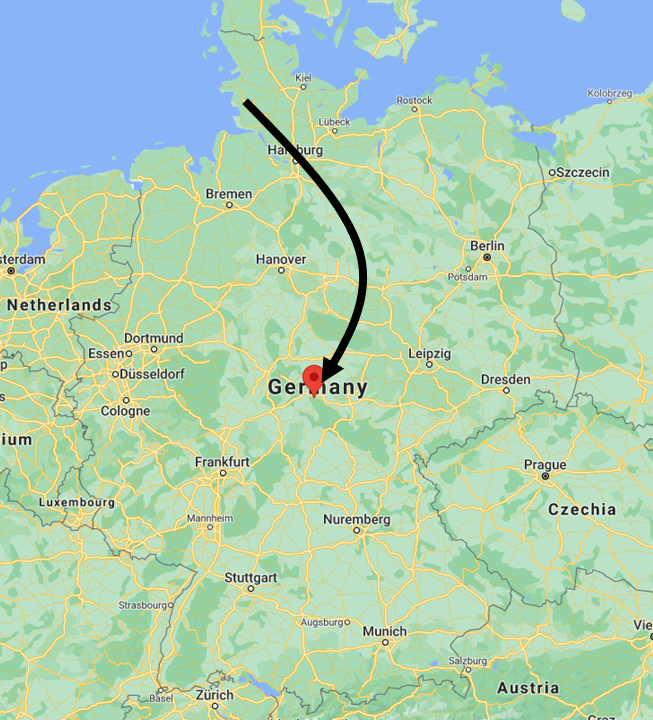 Kiel
Kolobrzeg
Rostock
Lübeck
Hamburg
Szczecin
Bremen
Berlin
sterdam
Hanover
Potsdam
Netherlands
Dortmund
Essen
Leipzig
p
Düsseldorf
Dresden
Germany
s
Cologne
ium
Frankfurt
Prague
Luxembourg
Czechia
Mannheim
Nuremberg
Stuttgart
Strasbourg
Augsburg
Munich
Vie
Salzburg
Austria
Basel
Zürich
Graz